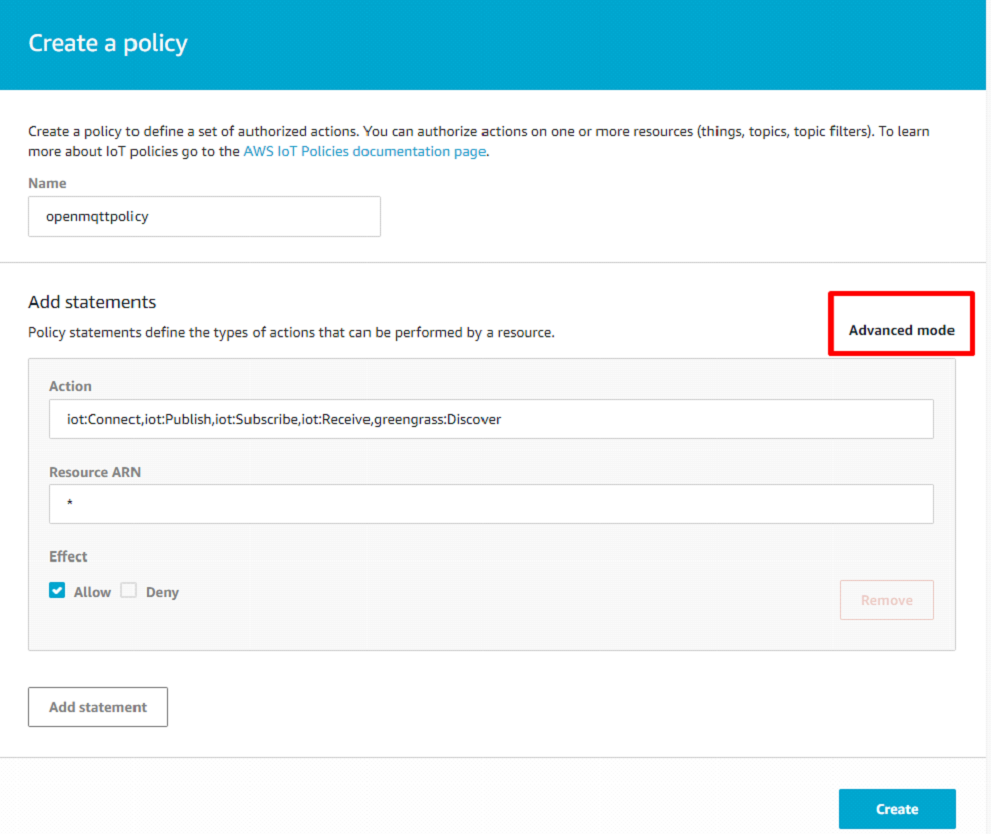 Create a policy
Create a policy to define a set of authorized actions. You can authorize actions on one or more resources (things, topics, topic filters). To learn
more about IoT policies go to the AWS IoT Policies documentation page.
Name
openmqttpolicy
Add statements
Policy statements define the types of actions that can be performed by a resource.
Advanced mode
Action
iot:Connect,iot:Publish,iot:Subscribe,iot:Receive,greengrass:Discover
Resource ARN
*
Effect
Allow Deny
Remove
Add statement
Create